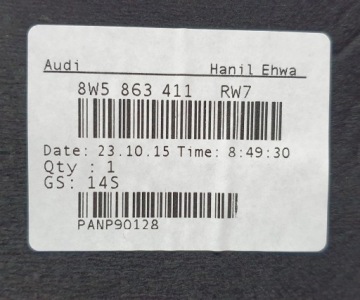 Audi Hanil Ehwa
8W5 863 411 RW7
Date: 23.10.15 Time: 8:49:30
Qty : 1
GS: 14S
PANP90128